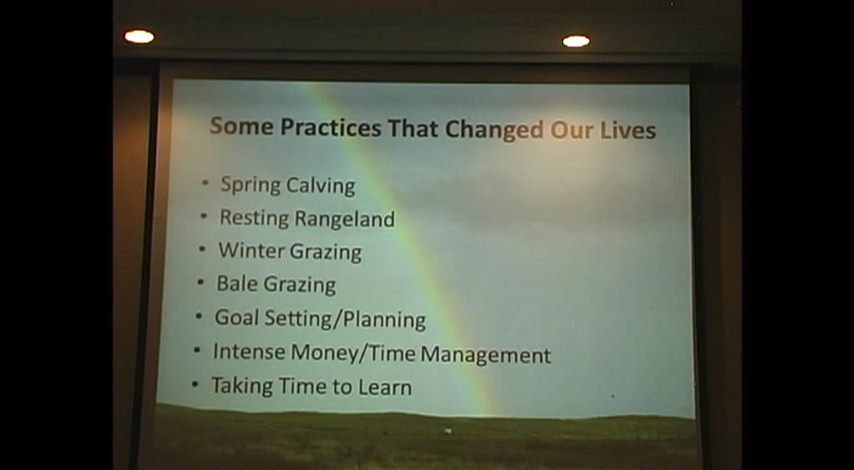 Some Practices That Changed Our Lives
• Spring Calving
• Resting Rangeland
• Winter Grazing
• Bale Grazing
• Goal Setting/Planning
• Intense Money/Time Management
• Taking Time to Learn